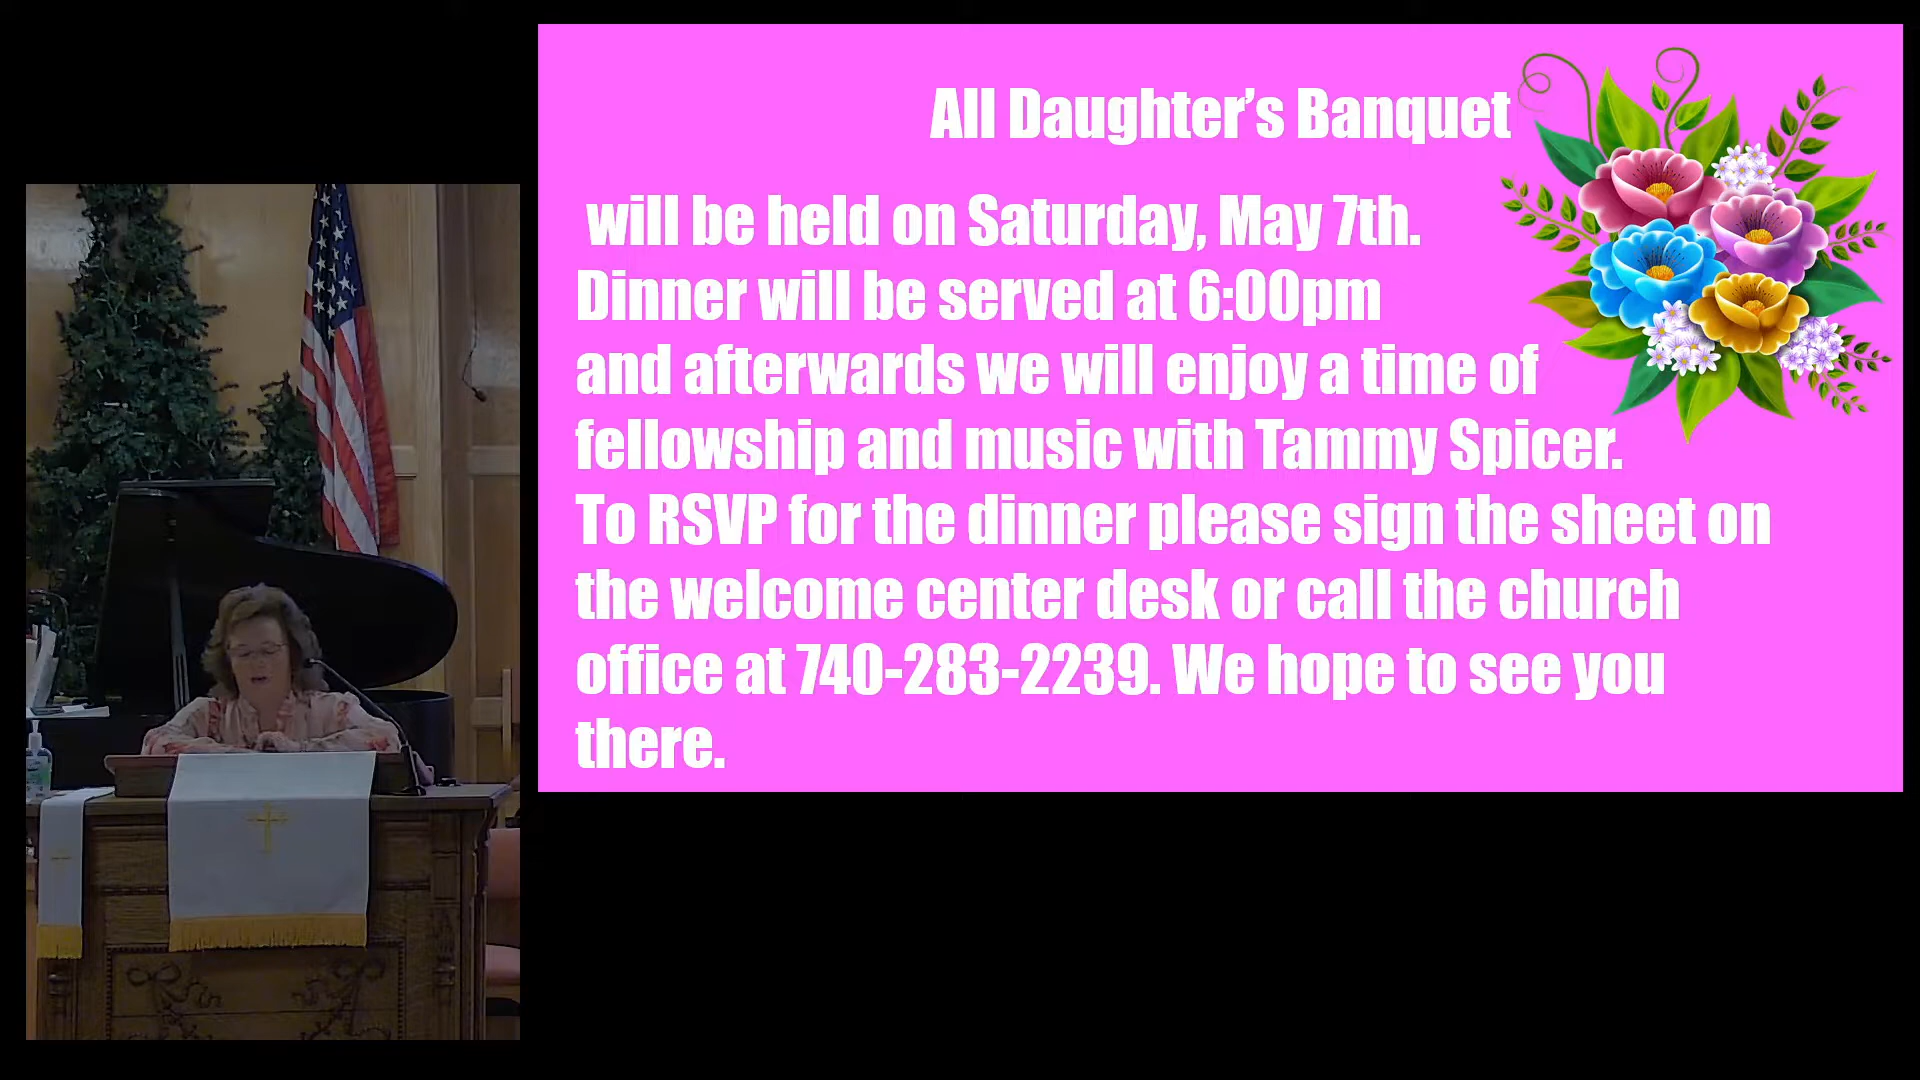 All Daughter’s Banquet
will be held on Saturday, May 7th.
Dinner will be served at 6:00pm
and afterwards we will enjoy a time of
fellowship and music with Tammy Spicer.
To RSVP for the dinner please sign the sheet on
the welcome center desk or call the church
office at 740-283-2239. We hope to see you
there.